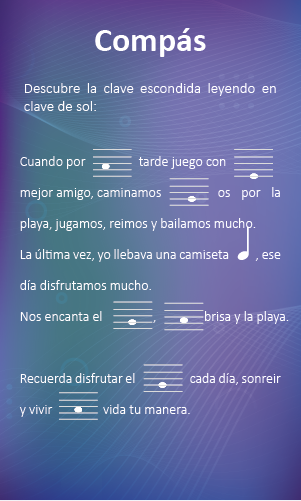 Compás
Descubre la clave escondida leyendo en
clave de sol:
Cuando por tarde juego con
mejor amigo, caminamos os por la
playa, jugamos, reimos y bailamos mucho.
La última vez, yo llebava una camiseta , ese
día disfrutamos mucho.
Nos encanta el , brisa y la playa.
Recuerda disfrutar el cada día, sonreir
y vivir vida tu manera.